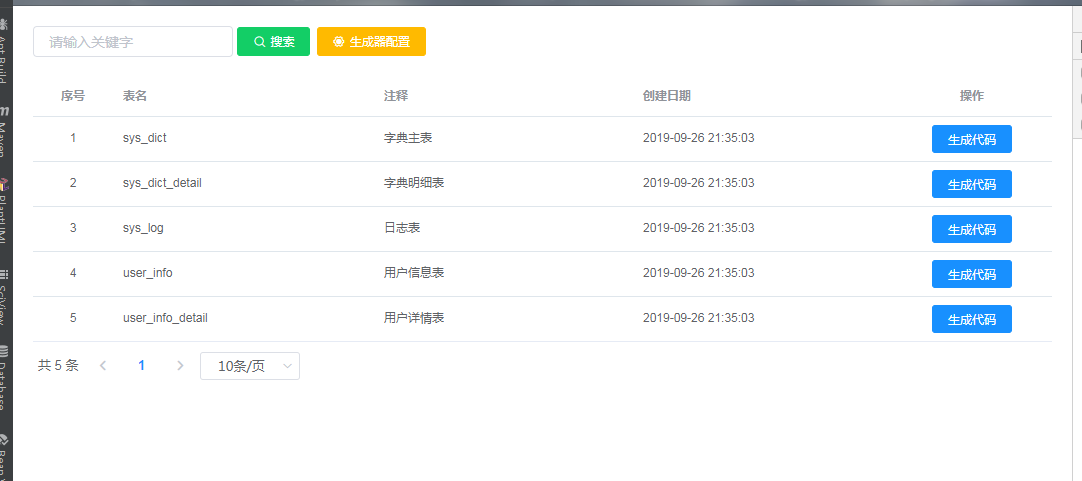 请输入关键字 搜索 生成器配置
序号 表名 注释 创建日期 操作
1 sys_dict 字典主表 2019-09-26 21:35:03 生成代码
2 sys_dict_detail 字典明细表 2019-09-26 21:35:03 生成代码
3 sys_log 日志表 2019-09-26 21:35:03 生成代码
4 user_info 用户信息表 2019-09-26 21:35:03 生成代码
5 user_info_detail 用户详情表 2019-09-26 21:35:03 生成代码
共 5 条 1 10条/页
Ant Build
Maven
PlantUML
SciView
Database
Bean